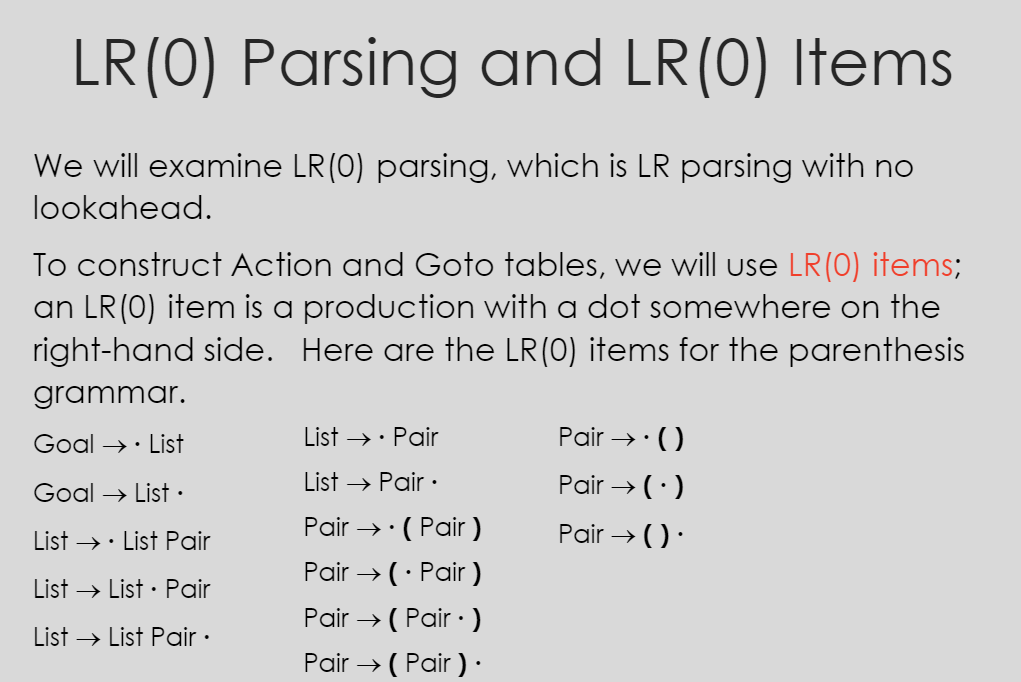 LR(0) Parsing and LR(0) Items
We will examine LR(0) parsing, which is LR parsing with no
lookahead.
To construct Action and Goto tables, we will use LR(0) items;
an LR(0) item is a production with a dot somewhere on the
right-hand side. Here are the LR(0) items for the parenthesis
grammar.
Goal → · List
Goal → List ·
List → · List Pair
List → List · Pair
List → List Pair ·
List → · Pair
List → Pair ·
Pair → · ( Pair )
Pair → ( · Pair )
Pair → ( Pair · )
Pair → ( Pair ) ·
Pair → · ( )
Pair → ( · )
Pair → ( ) ·